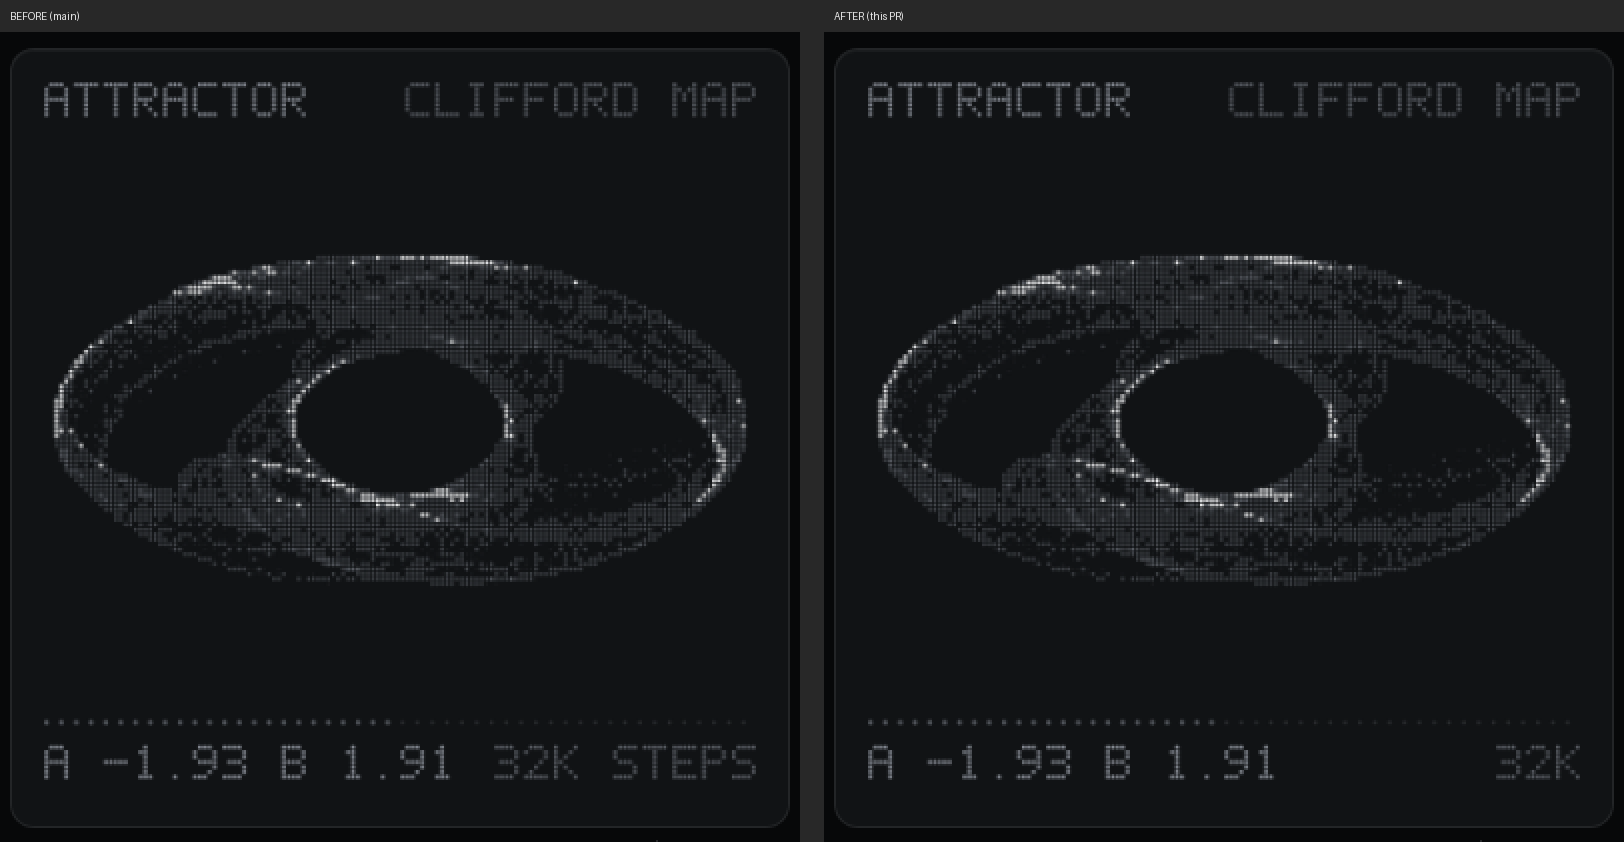 BEFORE (main)
ATTRACTOR CLIFFORD MAP
A -1.93 B 1.91 32K STEPS
AFTER (this PR)
ATTRACTOR CLIFFORD MAP
A -1.93 B 1.91 32K